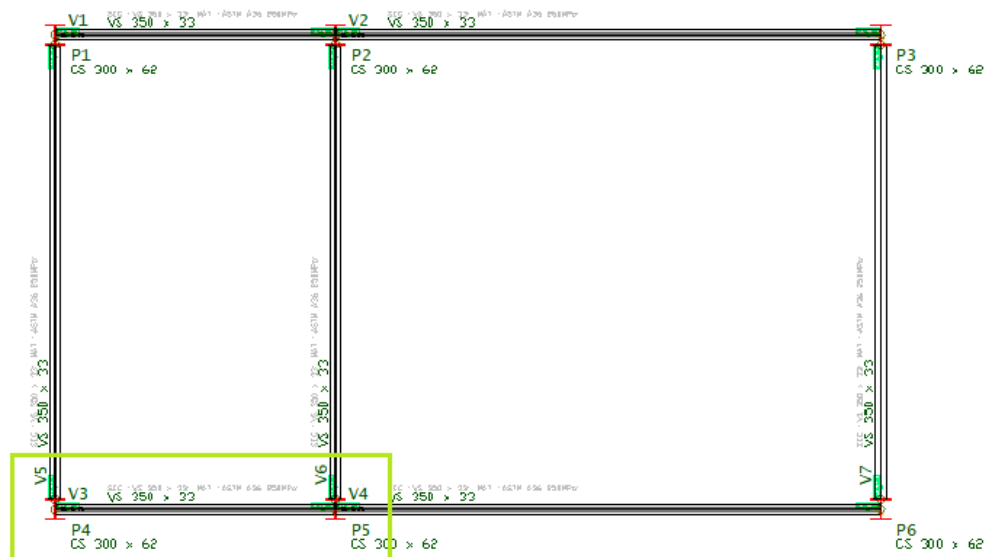 V1 VS 350 x 33
V2 VS 350 x 33
P1
CS 300 x 62
P2
CS 300 x 62
P3
CS 300 x 62
V5 VS 350 x 33
V6 VS 350 x 33
V7 VS 350 x 33
V3 VS 350 x 33
V4 VS 350 x 33
P4
CS 300 x 62
P5
CS 300 x 62
P6
CS 300 x 62